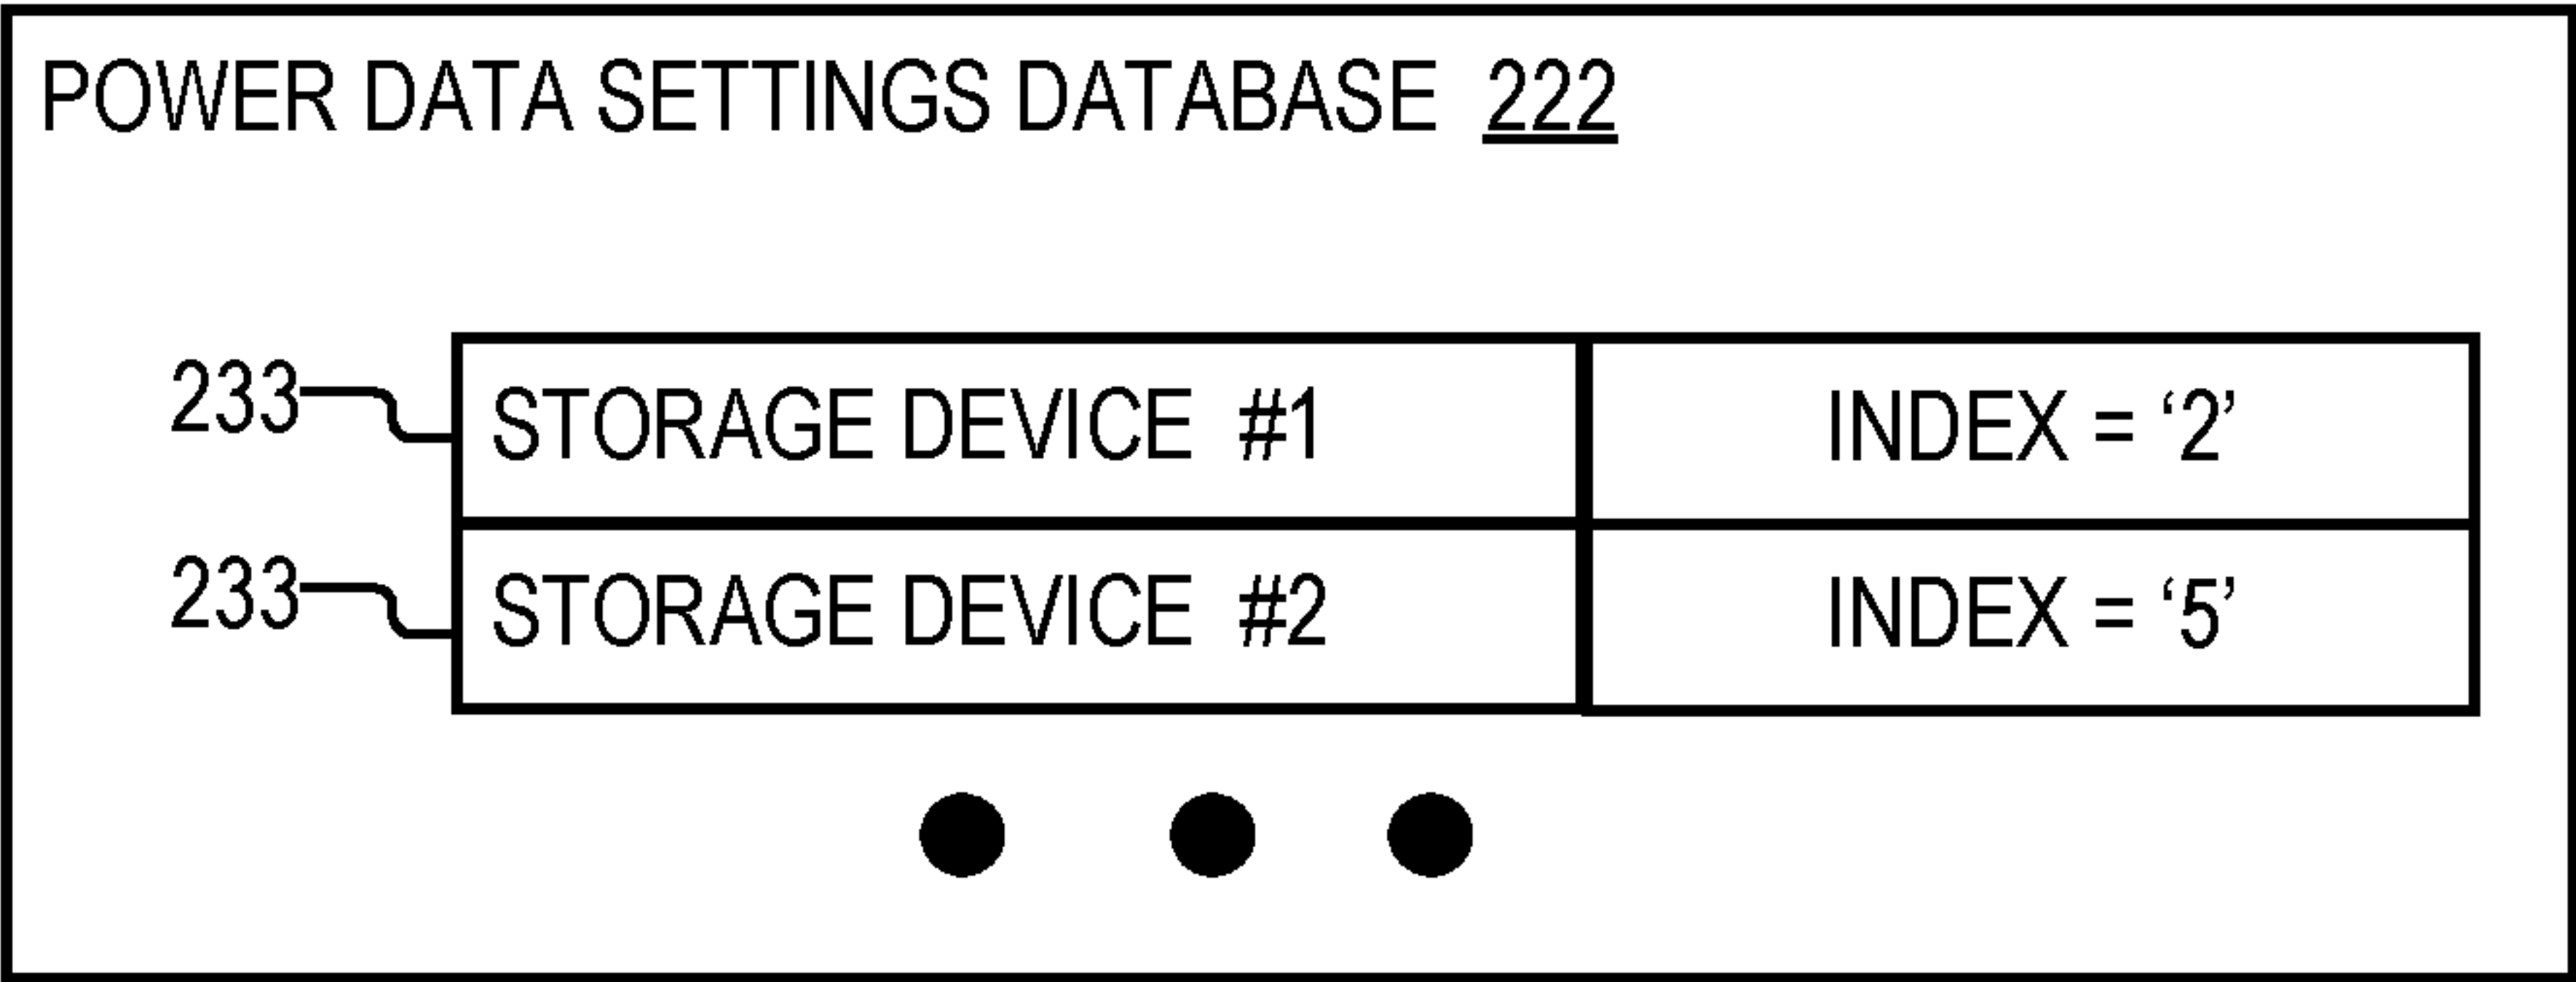 POWER DATA SETTINGS DATABASE 222
233 STORAGE DEVICE #1 INDEX = ‘2’
233 STORAGE DEVICE #2 INDEX = ‘5’